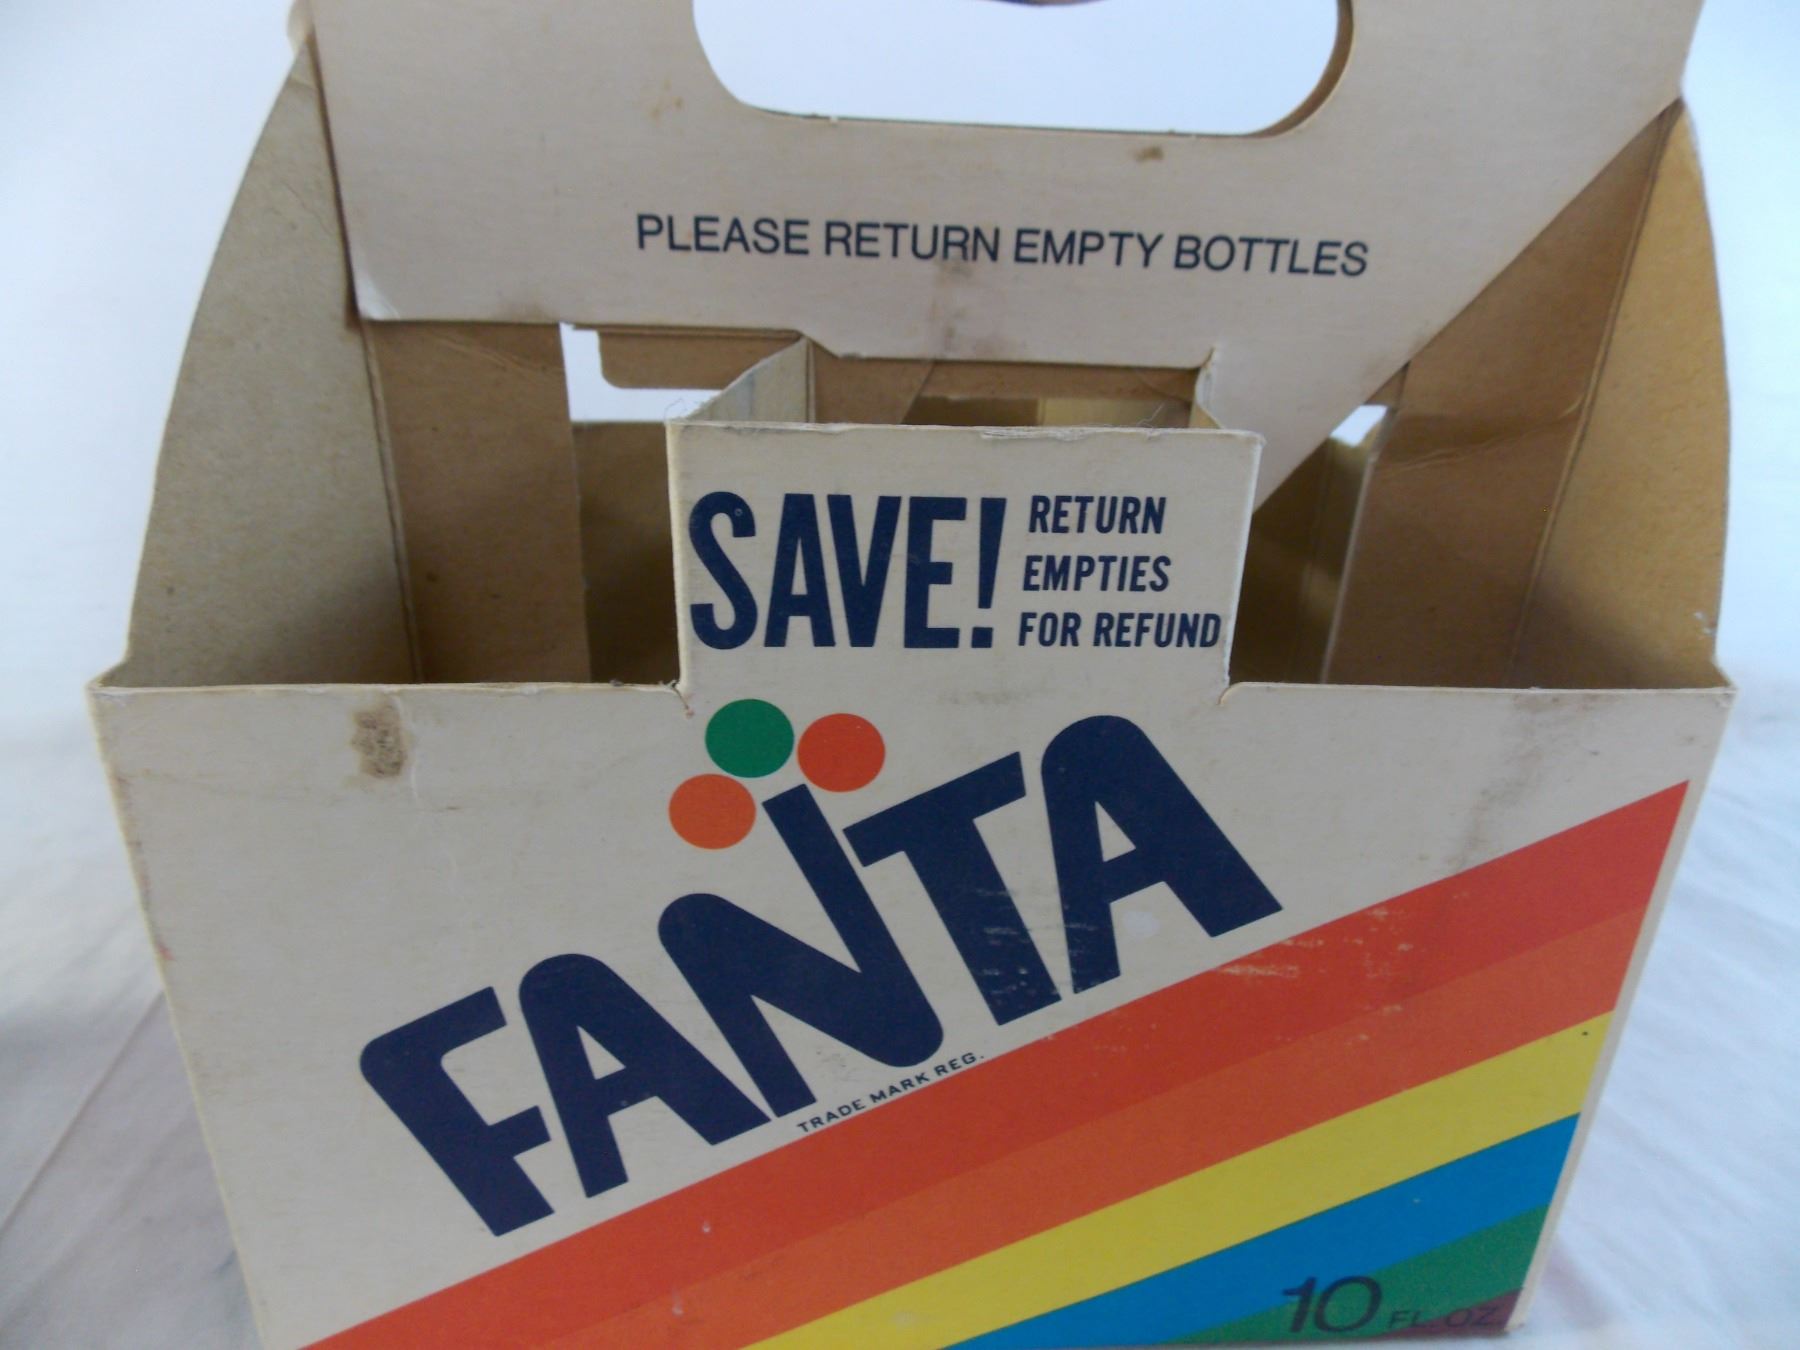 PLEASE RETURN EMPTY BOTTLES
SAVE! RETURN
EMPTIES
FOR REFUND
FANTA
TRADE MARK REG.
10 FL. OZ.